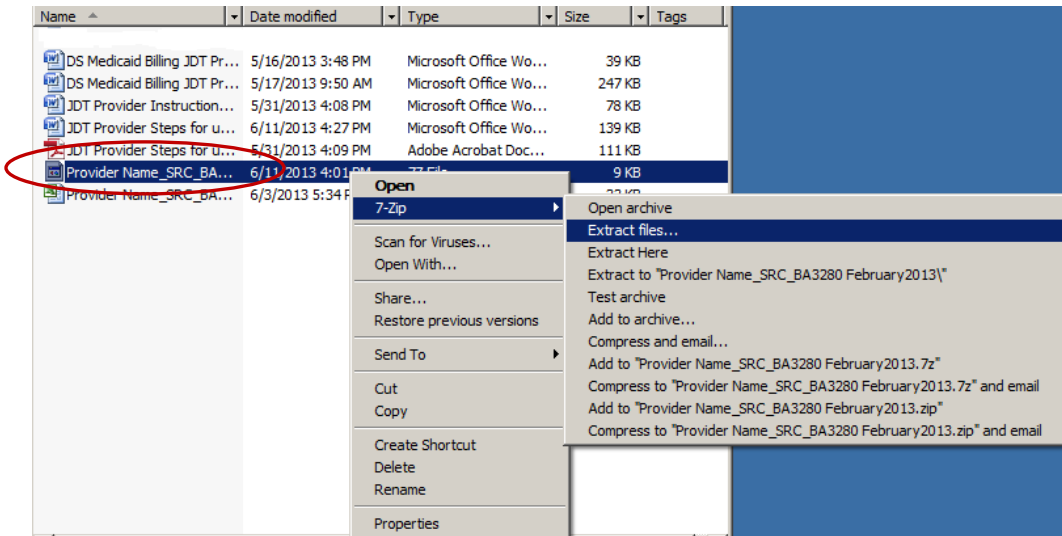 Name Date modified Type Size Tags
DS Medicaid Billing JDT Pr... 5/16/2013 3:48 PM Microsoft Office Wo... 39 KB
DS Medicaid Billing JDT Pr... 5/17/2013 9:50 AM Microsoft Office Wo... 247 KB
JDT Provider Instruction... 5/31/2013 4:08 PM Microsoft Office Wo... 78 KB
JDT Provider Steps for u... 6/11/2013 4:27 PM Microsoft Office Wo... 139 KB
JDT Provider Steps for u... 5/31/2013 4:09 PM Adobe Acrobat Doc... 111 KB
Provider Name_SRC_BA... 6/11/2013 4:01 PM 9 KB
Provider Name_SRC_BA... 6/3/2013 5:34 KB
Open
7-Zip
Scan for Viruses...
Open With...
Share...
Restore previous versions
Send To
Cut
Copy
Create Shortcut
Delete
Rename
Properties
Open archive
Extract files...
Extract Here
Extract to "Provider Name_SRC_BA3280 February2013\"
Test archive
Add to archive...
Compress and email...
Add to "Provider Name_SRC_BA3280 February2013.7z"
Compress to "Provider Name_SRC_BA3280 February2013.7z" and email
Add to "Provider Name_SRC_BA3280 February2013.zip"
Compress to "Provider Name_SRC_BA3280 February2013.zip" and email